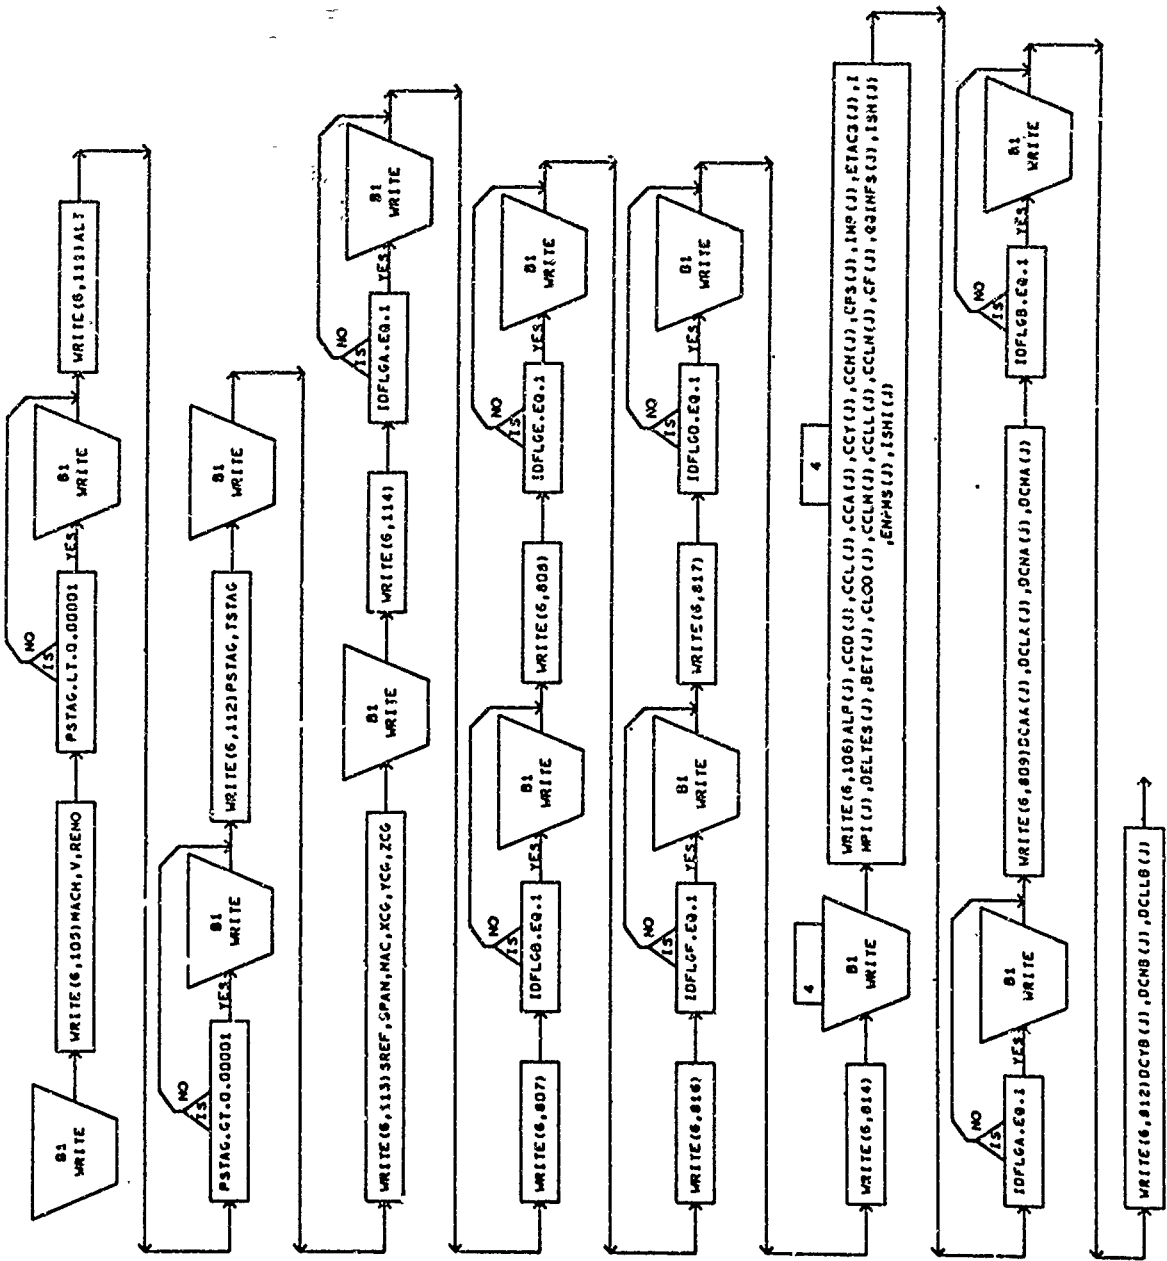 B1
WRITE
WRITE(6,105)MACH,V,RENO
IS
NO
PSTAG.LT.0.00001
YES
B1
WRITE
WRITE(6,115)ALT
IS
NO
PSTAG.GT.0.00001
YES
B1
WRITE
WRITE(6,112)PSTAG,TSTAG
B1
WRITE
WRITE(6,113)SREF,SPAN,MAC,XCG,YCG,ZCG
B1
WRITE
WRITE(6,114)
IS
NO
IDFLGA.EQ.1
YES
B1
WRITE
WRITE(6,807)
IS
NO
IDFLGB.EQ.1
YES
B1
WRITE
WRITE(6,808)
IS
NO
IDFLGE.EQ.1
YES
B1
WRITE
WRITE(6,816)
IS
NO
IDFLGF.EQ.1
YES
B1
WRITE
WRITE(6,817)
IS
NO
IDFLGD.EQ.1
YES
B1
WRITE
WRITE(6,814)
4
B1
WRITE
4
WRITE(6,106)ALP(J),CCD(J),CCL(J),CCA(J),CCY(J),CCN(J),CPS(J),IMP(J),ETAC3(J),I
MPI(J),DELTES(J),BET(J),CLOD(J),CCLM(J),CCLL(J),CCLN(J),CF(J),QQINFS(J),ISH(J)
,ENPMS(J),ISHI(J)
IS
NO
IDFLGA.EQ.1
YES
B1
WRITE
WRITE(6,809)DCAA(J),DCLA(J),DCNA(J),DCMA(J)
IS
NO
IDFLGB.EQ.1
YES
B1
WRITE
WRITE(6,812)DCYB(J),DCNB(J),DCLLB(J)